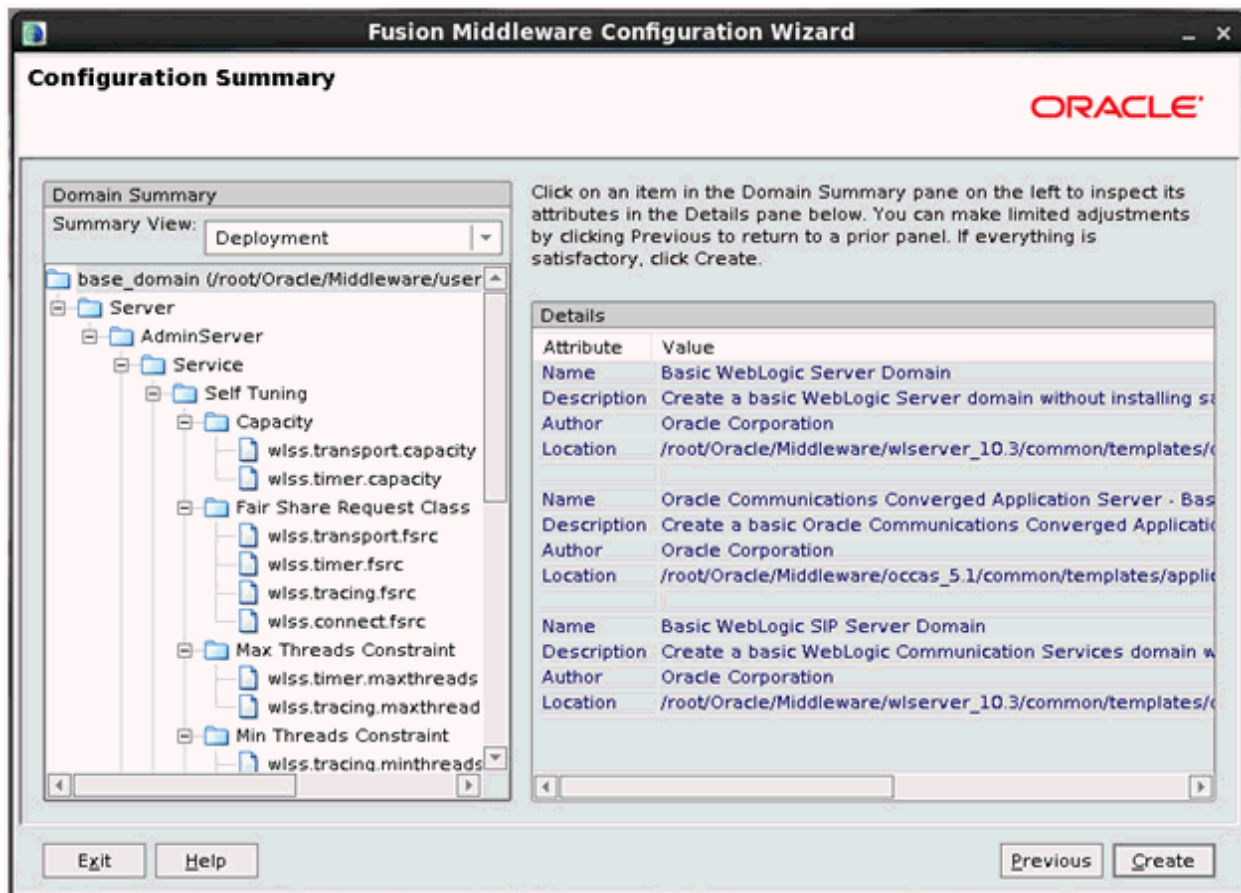 Fusion Middleware Configuration Wizard
Configuration Summary
ORACLE
Domain Summary
Summary View:
Deployment
base_domain (/root/Oracle/Middleware/user
Server
AdminServer
Service
Self Tuning
Capacity
wlss.transport.capacity
wlss.timer.capacity
Fair Share Request Class
wlss.transport.fsrc
wlss.timer.fsrc
wlss.tracing.fsrc
wlss.connect.fsrc
Max Threads Constraint
wlss.timer.maxthreads
wlss.tracing.maxthread
Min Threads Constraint
wlss.tracing.minthreads
Click on an item in the Domain Summary pane on the left to inspect its
attributes in the Details pane below. You can make limited adjustments
by clicking Previous to return to a prior panel. If everything is
satisfactory, click Create.
Details
Attribute Value
Name Basic WebLogic Server Domain
Description Create a basic WebLogic Server domain without installing sa
Author Oracle Corporation
Location /root/Oracle/Middleware/wlserver_10.3/common/templates/
Name Oracle Communications Converged Application Server - Bas
Description Create a basic Oracle Communications Converged Applicati
Author Oracle Corporation
Location /root/Oracle/Middleware/occas_5.1/common/templates/appli
Name Basic WebLogic SIP Server Domain
Description Create a basic WebLogic Communication Services domain w
Author Oracle Corporation
Location /root/Oracle/Middleware/wlserver_10.3/common/templates/
Exit
Help
Previous
Create